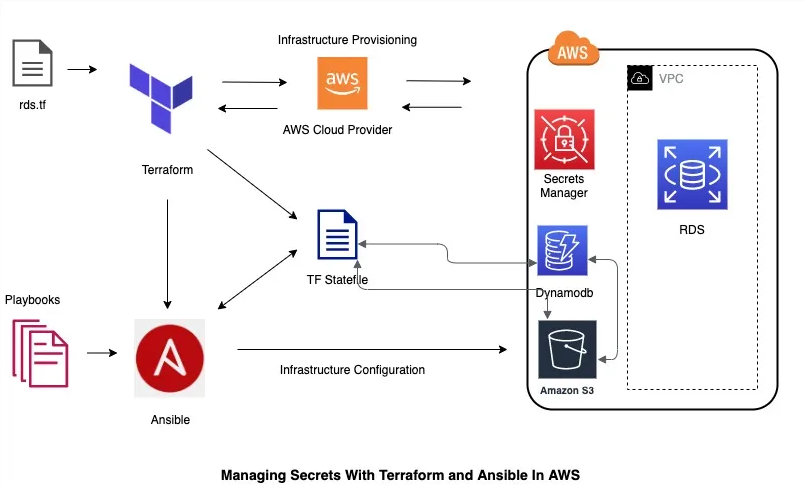 Infrastructure Provisioning
AWS
aws
VPC
rds.tf
AWS Cloud Provider
Terraform
Secrets
Manager
RDS
TF Statefile
Dynamodb
Playbooks
Infrastructure Configuration
Amazon S3
A
Ansible
Managing Secrets With Terraform and Ansible In AWS